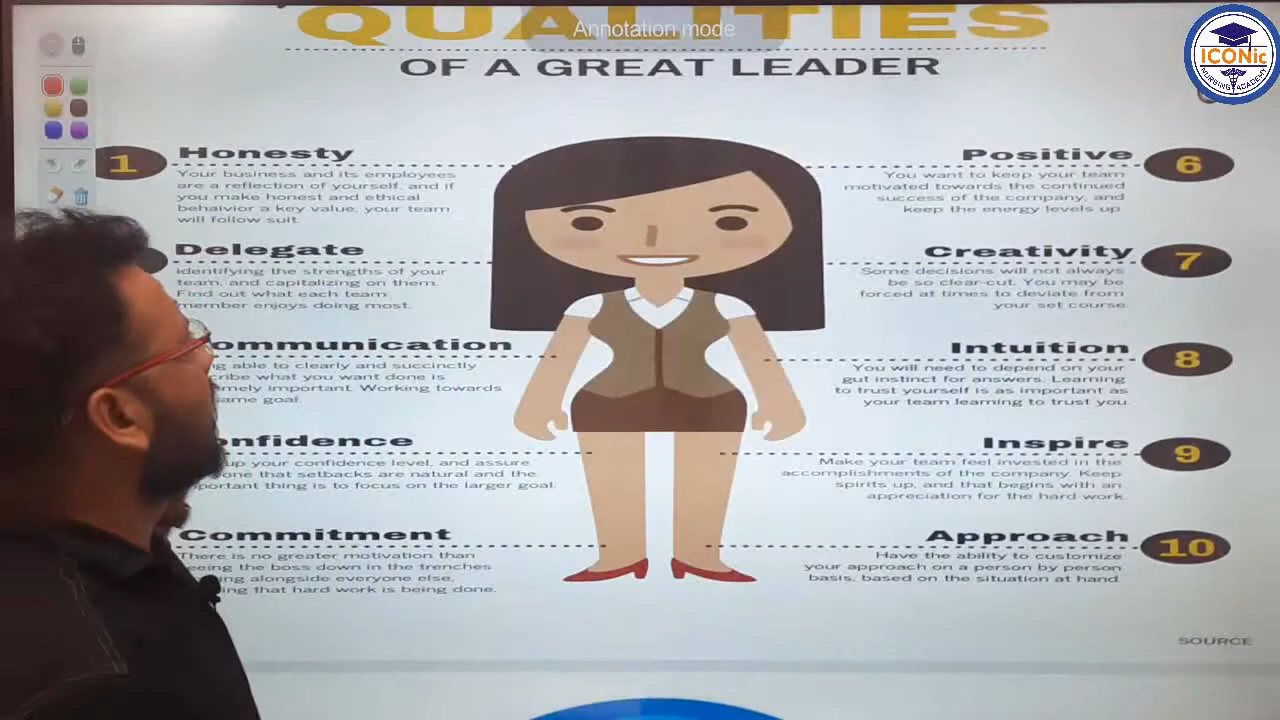 QUALITIES
Annotation mode
OF A GREAT LEADER
ICONic
NURSING ACADEMY
1
Honesty
Your business and its employees
are a reflection of yourself, and if
you make honest and ethical
behaivior a key value, your team
will follow suit.
Delegate
Identifying the strengths of your
team, and capitalizing on them.
Find out what each team
member enjoys doing most.
ommunication
able to clearly and succinctly
what you want done is
important. Working towards
same goal.
onfidence
up your confidence level, and assure
that setbacks are natural and the
thing is to focus on the larger goal.
Commitment
There is no greater motivation than
the boss down in the trenches
alongside everyone else,
that hard work is being done.
Positive
6
You want to keep your team
motivated towards the continued
success of the company, and
keep the energy levels up
Creativity
7
Some decisions will not always
be so clear-cut. You may be
forced at times to deviate from
your set course.
Intuition
8
You will need to depend on your
gut instinct for answers. Learning
to trust yourself is as important as
your team learning to trust you.
Inspire
9
Make your team feel invested in the
accomplishments of the company. Keep
spirits up, and that begins with an
appreciation for the hard work.
Approach
10
Have the ability to customize
your approach on a person by person
basis, based on the situation at hand.
SOURCE